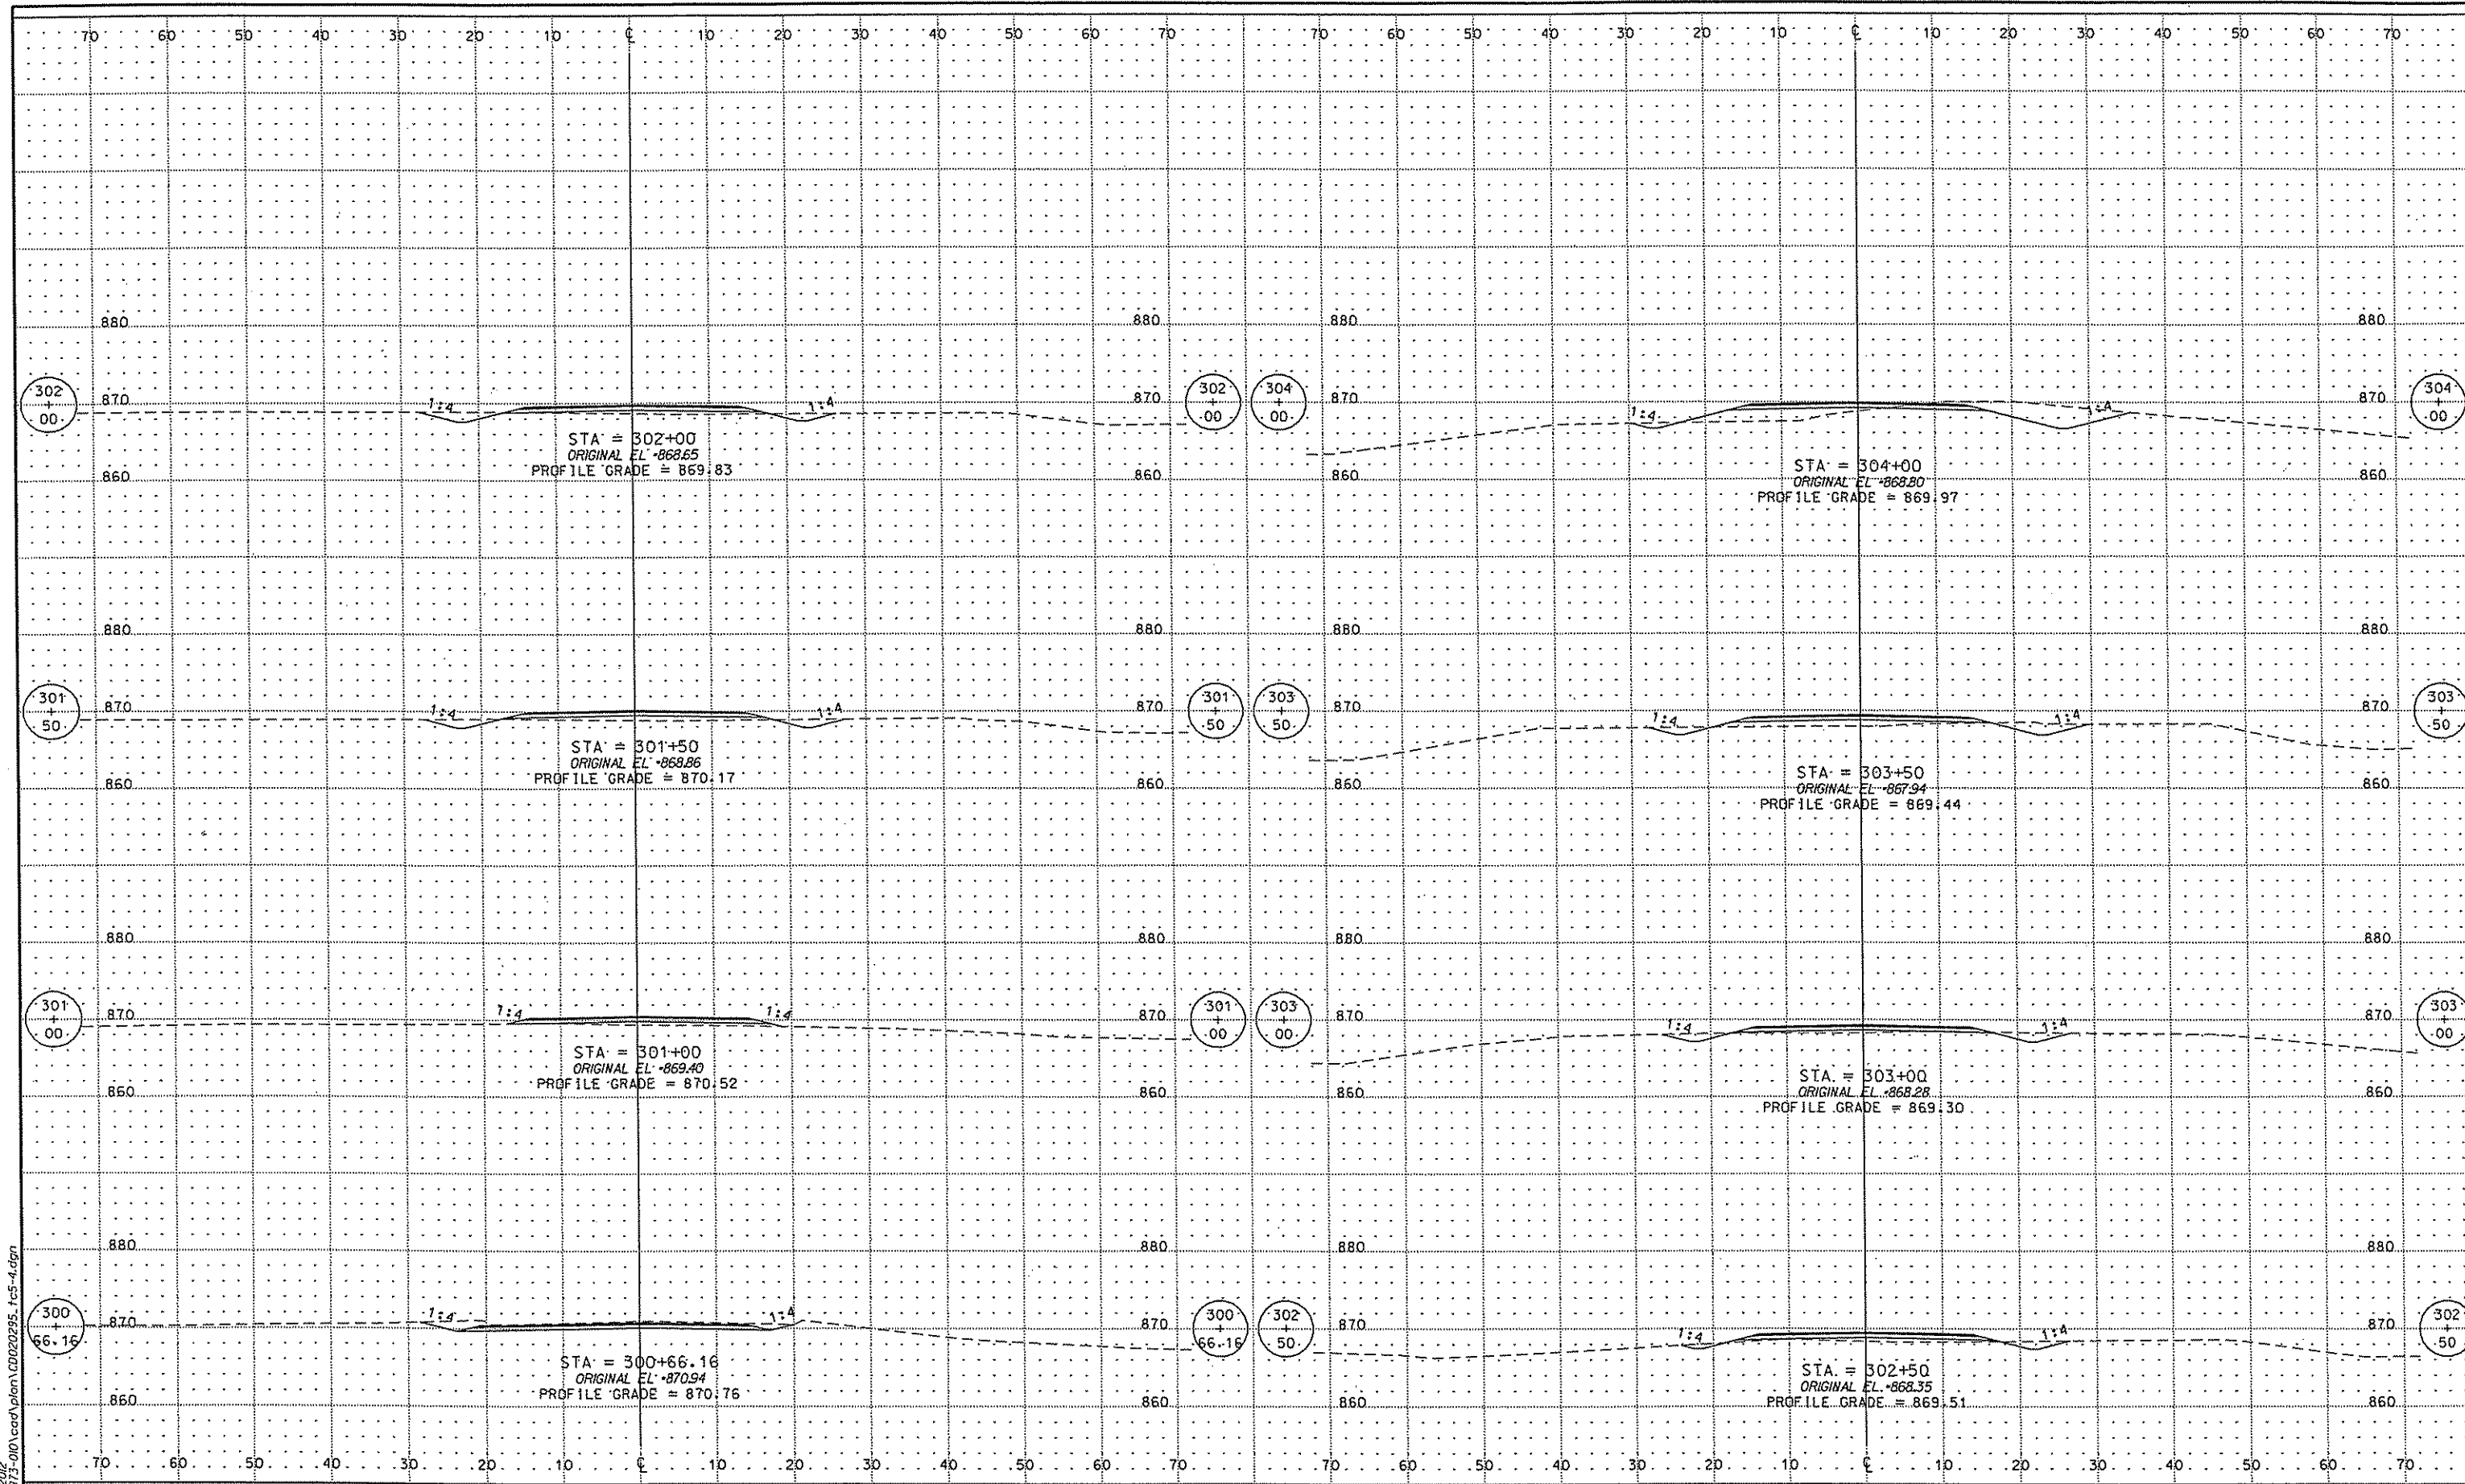 70 60 50 40 30 20 10 ℄ 10 20 30 40 50 60 70 70 60 50 40 30 20 10 ℄ 10 20 30 40 50 60 70
880 880 880 880
302 + 00 870 1:4 1:4 870 302 + 00 304 + 00 870 1:4 1:4 870 304 + 00
STA = 302+00
ORIGINAL EL =868.65
PROFILE GRADE = 869.83
860 860 860 860
STA = 304+00
ORIGINAL EL =868.80
PROFILE GRADE = 869.97
880 880 880 880
301 + 50 870 1:4 1:4 870 301 + 50 303 + 50 870 1:4 1:4 870 303 + 50
STA = 301+50
ORIGINAL EL =868.86
PROFILE GRADE = 870.17
860 860 860 860
STA = 303+50
ORIGINAL EL =867.94
PROFILE GRADE = 869.44
880 880 880 880
301 + 00 870 1:4 1:4 870 301 + 00 303 + 00 870 1:4 1:4 870 303 + 00
STA = 301+00
ORIGINAL EL =869.40
PROFILE GRADE = 870.52
860 860 860 860
STA. = 303+00
ORIGINAL EL =868.28
PROFILE GRADE = 869.30
880 880 880 880
300 + 66.16 870 1:4 1:4 870 300 + 66.16 302 + 50 870 1:4 1:4 870 302 + 50
STA = 300+66.16
ORIGINAL EL =870.94
PROFILE GRADE = 870.76
860 860 860 860
STA. = 302+50
ORIGINAL EL. =868.35
PROFILE GRADE = 869.51
70 60 50 40 30 20 10 ℄ 10 20 30 40 50 60 70 70 60 50 40 30 20 10 ℄ 10 20 30 40 50 60 70
2012
\cad\plan\CD020295_tc5-4.dgn